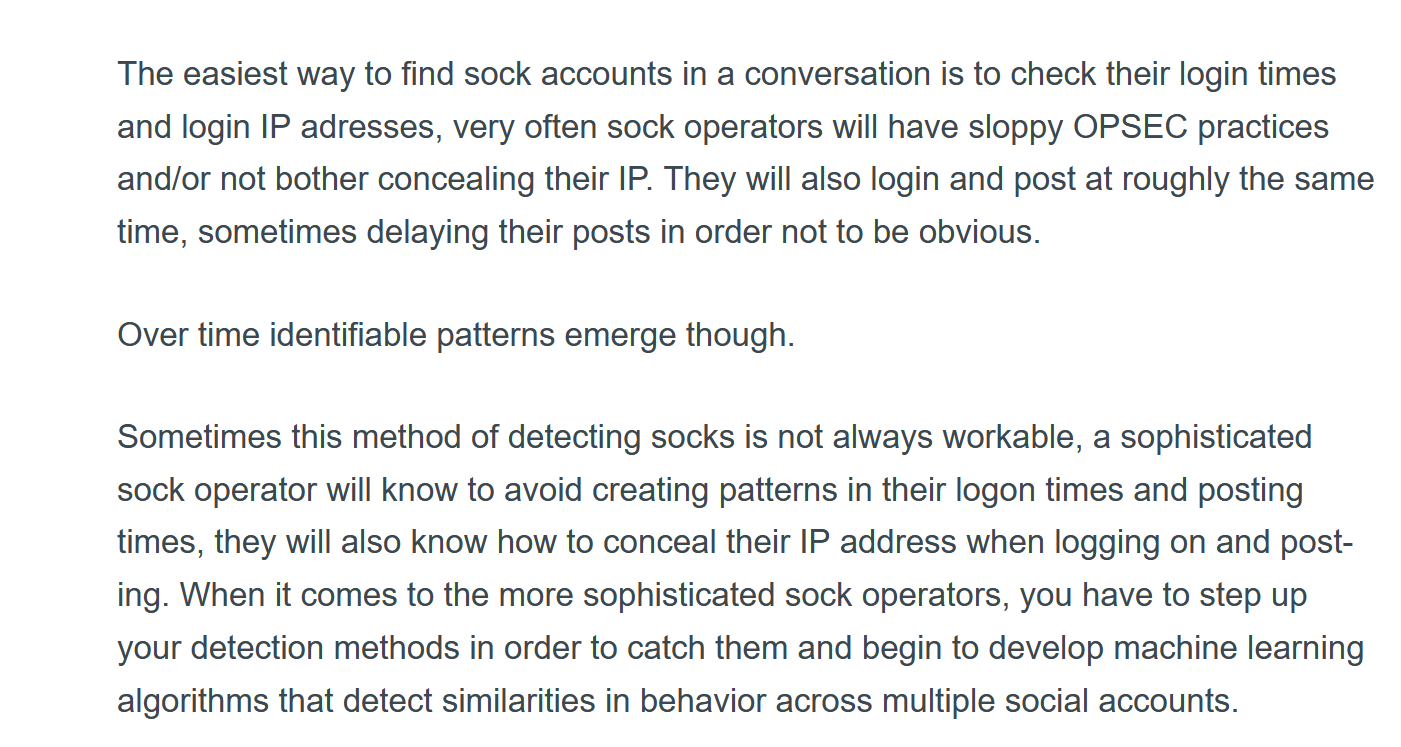 The easiest way to find sock accounts in a conversation is to check their login times
and login IP adresses, very often sock operators will have sloppy OPSEC practices
and/or not bother concealing their IP. They will also login and post at roughly the same
time, sometimes delaying their posts in order not to be obvious.
Over time identifiable patterns emerge though.
Sometimes this method of detecting socks is not always workable, a sophisticated
sock operator will know to avoid creating patterns in their logon times and posting
times, they will also know how to conceal their IP address when logging on and post-
ing. When it comes to the more sophisticated sock operators, you have to step up
your detection methods in order to catch them and begin to develop machine learning
algorithms that detect similarities in behavior across multiple social accounts.